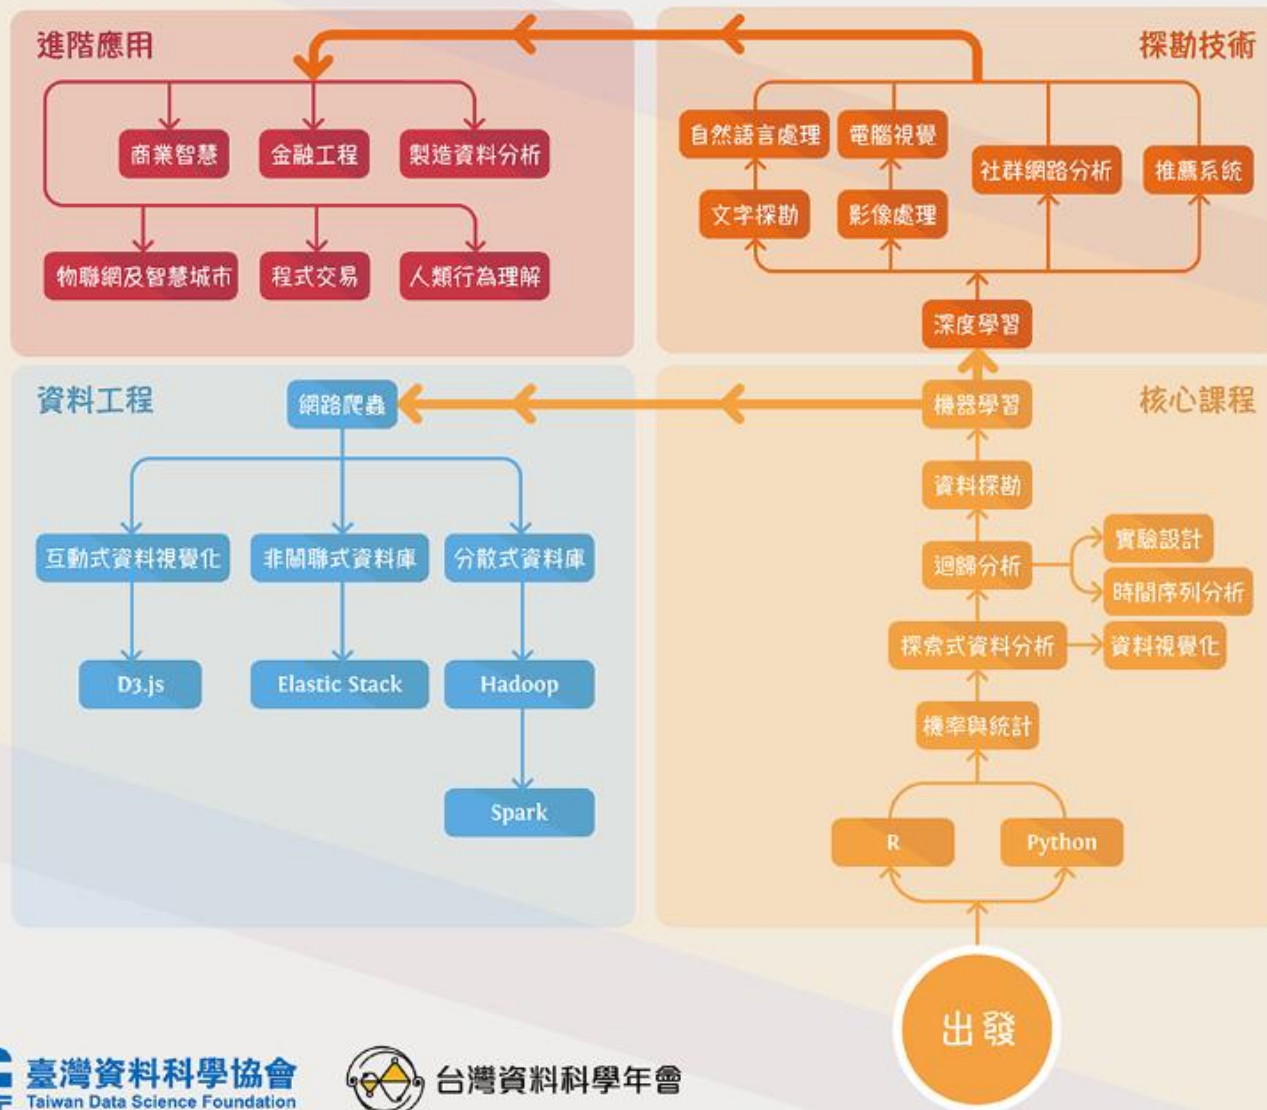 進階應用
商業智慧
金融工程
製造資料分析
物聯網及智慧城市
程式交易
人類行為理解
探勘技術
自然語言處理
電腦視覺
社群網路分析
推薦系統
文字探勘
影像處理
深度學習
資料工程
網路爬蟲
互動式資料視覺化
非關聯式資料庫
分散式資料庫
D3.js
Elastic Stack
Hadoop
Spark
核心課程
機器學習
資料探勘
迴歸分析
實驗設計
時間序列分析
探索式資料分析
資料視覺化
機率與統計
R
Python
出發
臺灣資料科學協會
Taiwan Data Science Foundation
台灣資料科學年會